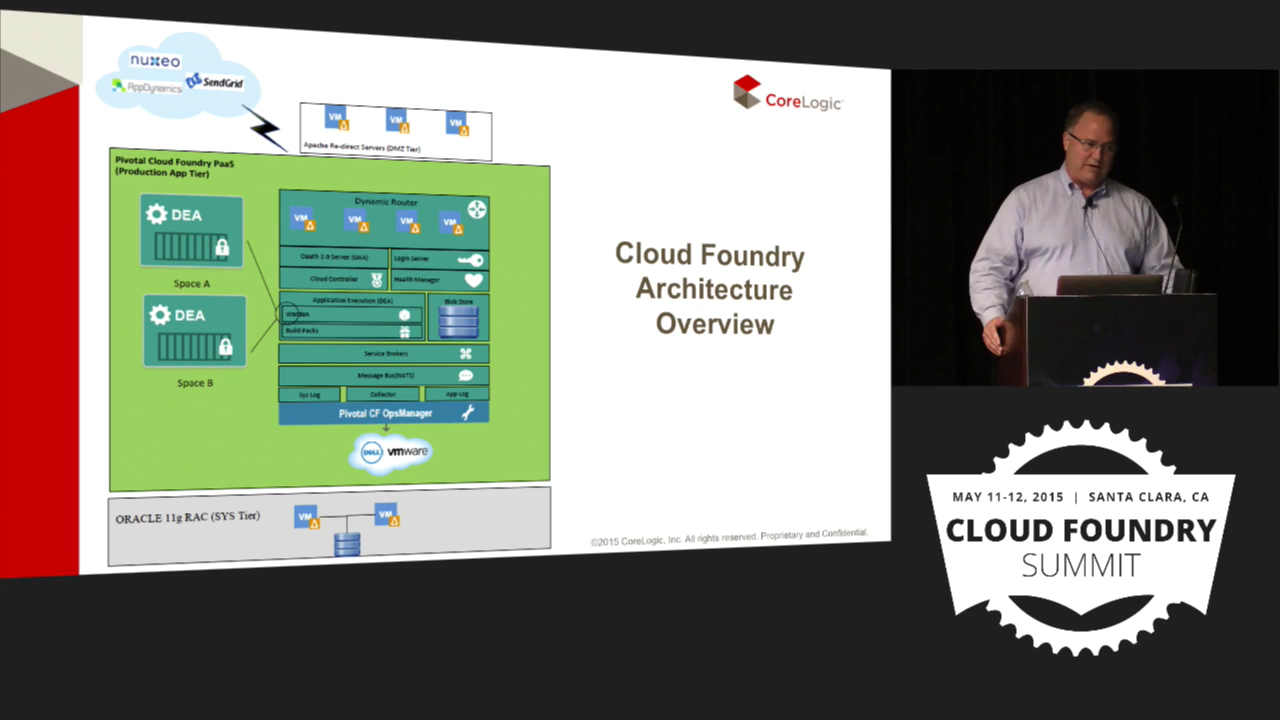 nuxeo
AppDynamics
SendGrid
CoreLogic
VM
VM
VM
Apache Re-direct Servers (DMZ Tier)
Pivotal Cloud Foundry PaaS
(Production App Tier)
DEA
Space A
DEA
Space B
Dynamic Router
VM
VM
VM
VM
Oauth 2.0 Server (UAA)
Login Server
Cloud Controller
Health Manager
Application Execution (DEA)
Blob Store
Warden
Build Packs
Service Brokers
Message Bus(NATS)
Sys Log
Collector
App Log
Pivotal CF OpsManager
DELL
vmware
ORACLE 11g RAC (SYS Tier)
VM
VM
Cloud Foundry
Architecture
Overview
©2015 CoreLogic, Inc. All rights reserved. Proprietary and Confidential.
MAY 11-12, 2015 | SANTA CLARA, CA
CLOUD FOUNDRY
SUMMIT